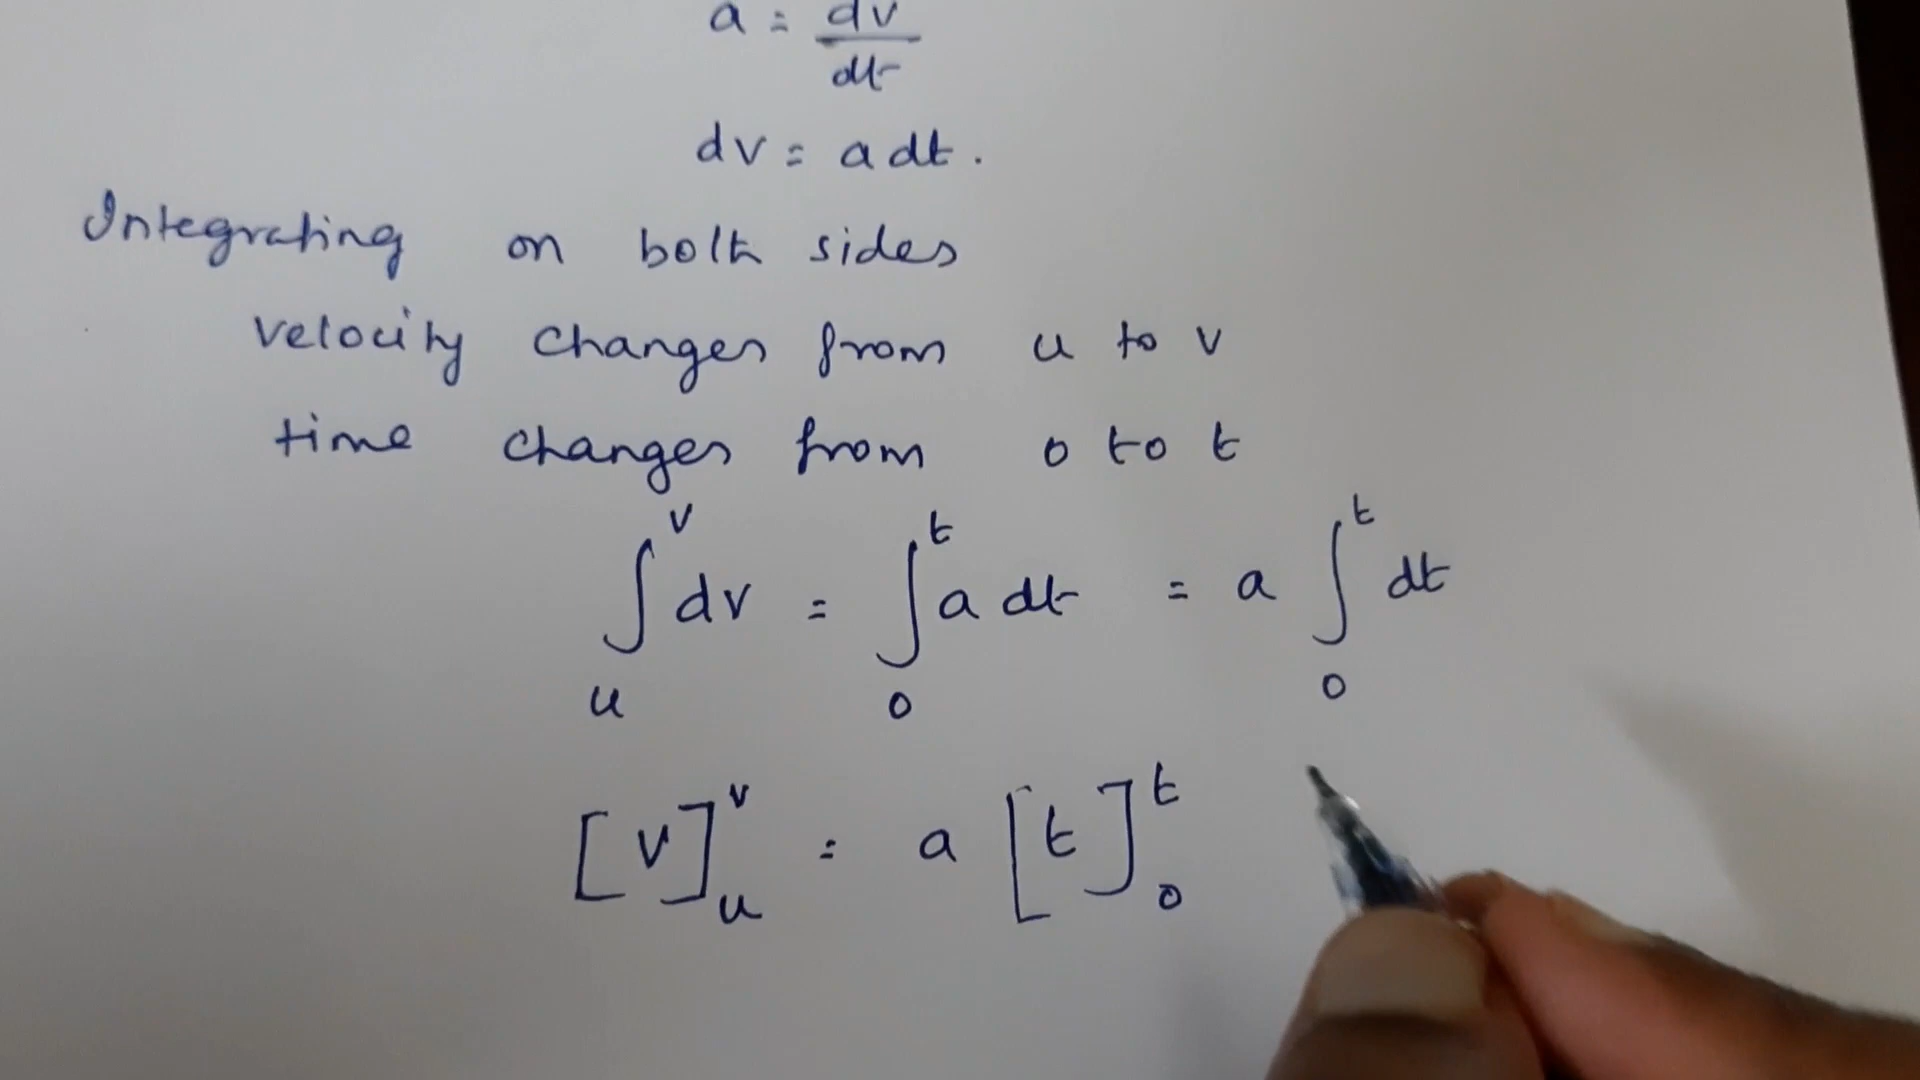 a = dv/dt
dv = a dt.
Integrating on both sides
velocity changes from u to v
time changes from 0 to t
∫_u^v dv = ∫_0^t a dt = a ∫_0^t dt
[v]_u^v = a [t]_0^t